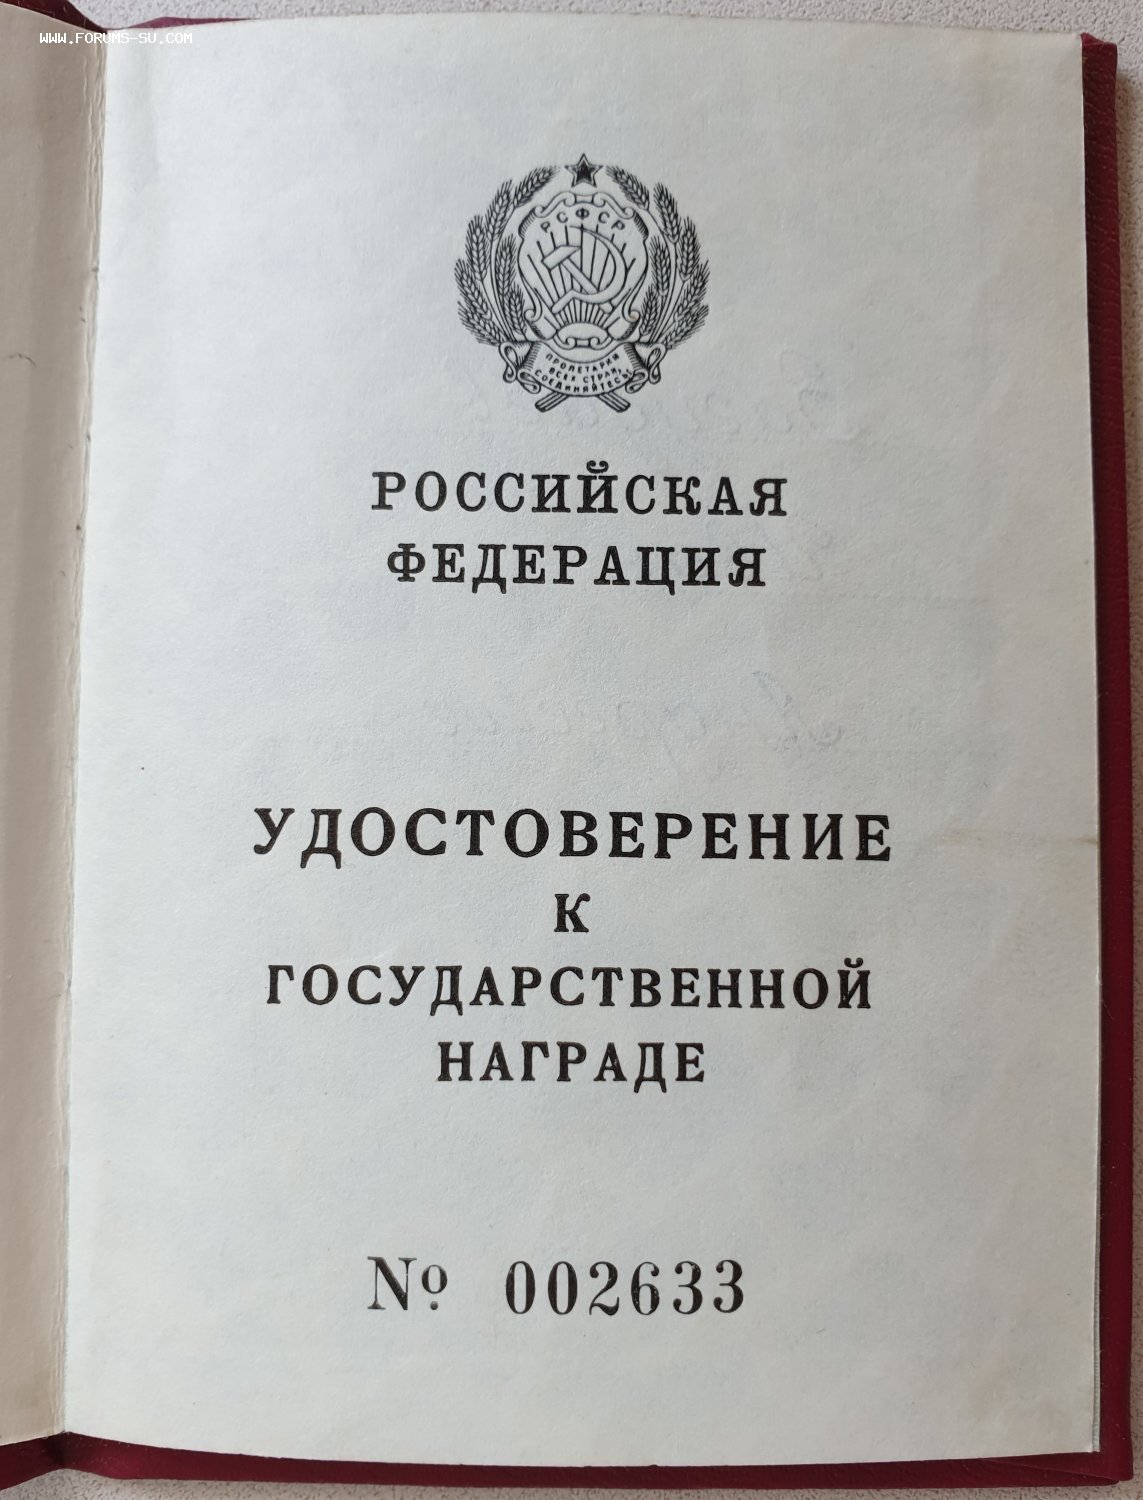 WWW.FORUMS-SU.COM
РСФСР
ПРОЛЕТАРИИ
ВСЕХ СТРАН,
СОЕДИНЯЙТЕСЬ!
РОССИЙСКАЯ
ФЕДЕРАЦИЯ
УДОСТОВЕРЕНИЕ
К
ГОСУДАРСТВЕННОЙ
НАГРАДЕ
№ 002633